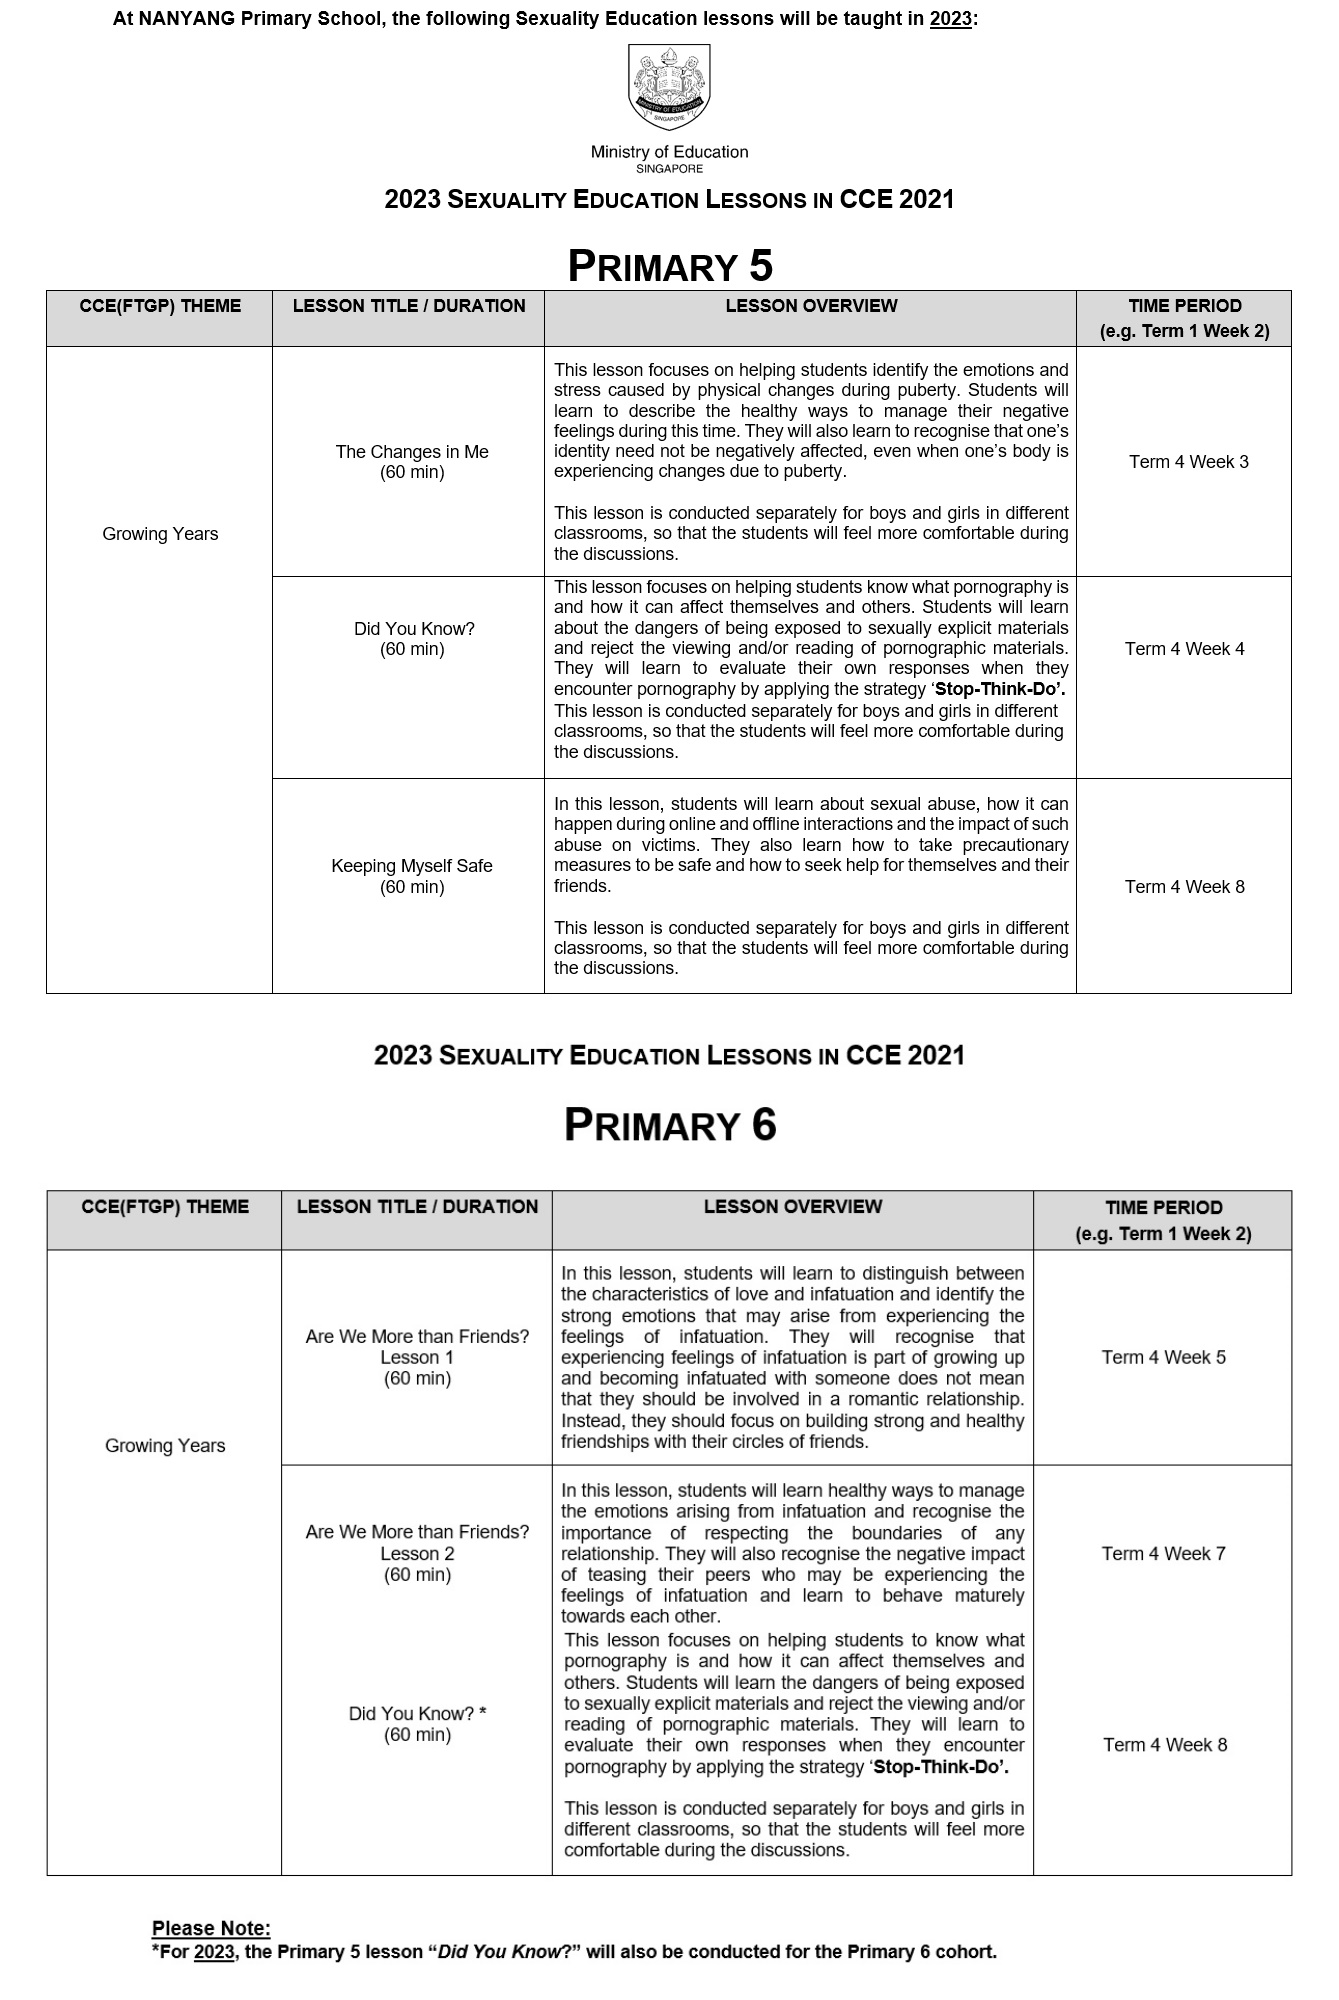 At NANYANG Primary School, the following Sexuality Education lessons will be taught in 2023:
MINISTRY OF EDUCATION
SINGAPORE
Ministry of Education
SINGAPORE
2023 SEXUALITY EDUCATION LESSONS IN CCE 2021
PRIMARY 5
CCE(FTGP) THEME
LESSON TITLE / DURATION
LESSON OVERVIEW
TIME PERIOD
(e.g. Term 1 Week 2)
Growing Years
The Changes in Me
(60 min)
This lesson focuses on helping students identify the emotions and
stress caused by physical changes during puberty. Students will
learn to describe the healthy ways to manage their negative
feelings during this time. They will also learn to recognise that one's
identity need not be negatively affected, even when one's body is
experiencing changes due to puberty.
This lesson is conducted separately for boys and girls in different
classrooms, so that the students will feel more comfortable during
the discussions.
Term 4 Week 3
Did You Know?
(60 min)
This lesson focuses on helping students know what pornography is
and how it can affect themselves and others. Students will learn
about the dangers of being exposed to sexually explicit materials
and reject the viewing and/or reading of pornographic materials.
They will learn to evaluate their own responses when they
encounter pornography by applying the strategy ‘Stop-Think-Do’.
This lesson is conducted separately for boys and girls in different
classrooms, so that the students will feel more comfortable during
the discussions.
Term 4 Week 4
Keeping Myself Safe
(60 min)
In this lesson, students will learn about sexual abuse, how it can
happen during online and offline interactions and the impact of such
abuse on victims. They also learn how to take precautionary
measures to be safe and how to seek help for themselves and their
friends.
This lesson is conducted separately for boys and girls in different
classrooms, so that the students will feel more comfortable during
the discussions.
Term 4 Week 8
2023 SEXUALITY EDUCATION LESSONS IN CCE 2021
PRIMARY 6
CCE(FTGP) THEME
LESSON TITLE / DURATION
LESSON OVERVIEW
TIME PERIOD
(e.g. Term 1 Week 2)
Growing Years
Are We More than Friends?
Lesson 1
(60 min)
In this lesson, students will learn to distinguish between
the characteristics of love and infatuation and identify the
strong emotions that may arise from experiencing the
feelings of infatuation. They will recognise that
experiencing feelings of infatuation is part of growing up
and becoming infatuated with someone does not mean
that they should be involved in a romantic relationship.
Instead, they should focus on building strong and healthy
friendships with their circles of friends.
Term 4 Week 5
Are We More than Friends?
Lesson 2
(60 min)
In this lesson, students will learn healthy ways to manage
the emotions arising from infatuation and recognise the
importance of respecting the boundaries of any
relationship. They will also recognise the negative impact
of teasing their peers who may be experiencing the
feelings of infatuation and learn to behave maturely
towards each other.
Term 4 Week 7
Did You Know? *
(60 min)
This lesson focuses on helping students to know what
pornography is and how it can affect themselves and
others. Students will learn the dangers of being exposed
to sexually explicit materials and reject the viewing and/or
reading of pornographic materials. They will learn to
evaluate their own responses when they encounter
pornography by applying the strategy ‘Stop-Think-Do’.
This lesson is conducted separately for boys and girls in
different classrooms, so that the students will feel more
comfortable during the discussions.
Term 4 Week 8
Please Note:
*For 2023, the Primary 5 lesson “Did You Know?” will also be conducted for the Primary 6 cohort.